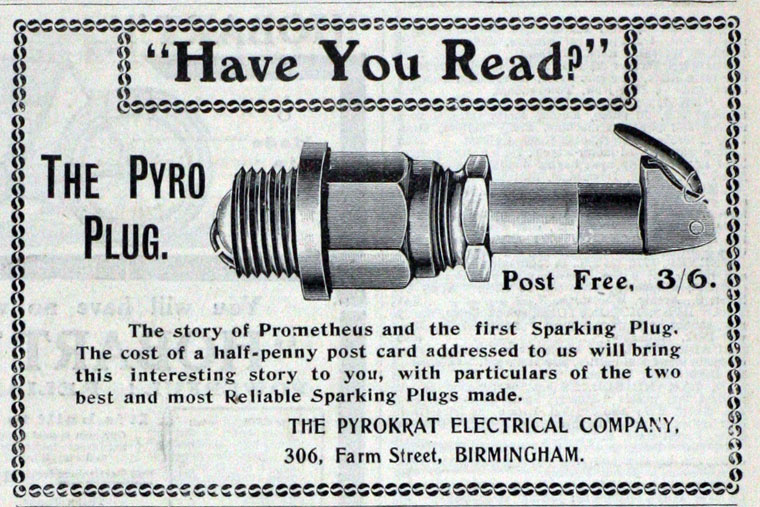 "Have You Read?"
THE PYRO
PLUG.
Post Free, 3/6.
The story of Prometheus and the first Sparking Plug.
The cost of a half-penny post card addressed to us will bring
this interesting story to you, with particulars of the two
best and most Reliable Sparking Plugs made.
THE PYROKRAT ELECTRICAL COMPANY,
306, Farm Street, BIRMINGHAM.